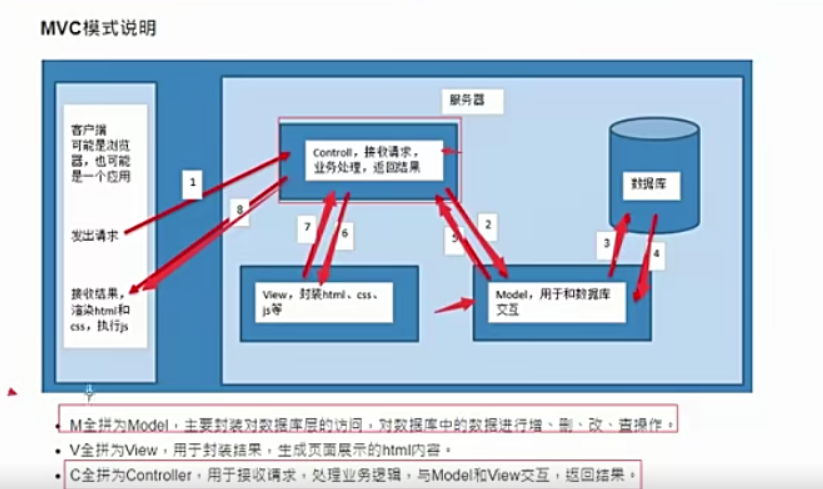 MVC模式说明
服务器
客户端
可能是浏览
器，也可能
是一个应用
发出请求
接收结果，
渲染html和
css，执行js
Controll，接收请求，
业务处理，返回结果
数据库
1
8
7
6
2
5
3
4
View，封装html、css、
js等
Model，用于和数据库
交互
• M全拼为Model，主要封装对数据库层的访问，对数据库中的数据进行增、删、改、查操作。
• V全拼为View，用于封装结果，生成页面展示的html内容。
• C全拼为Controller，用于接收请求，处理业务逻辑，与Model和View交互，返回结果。